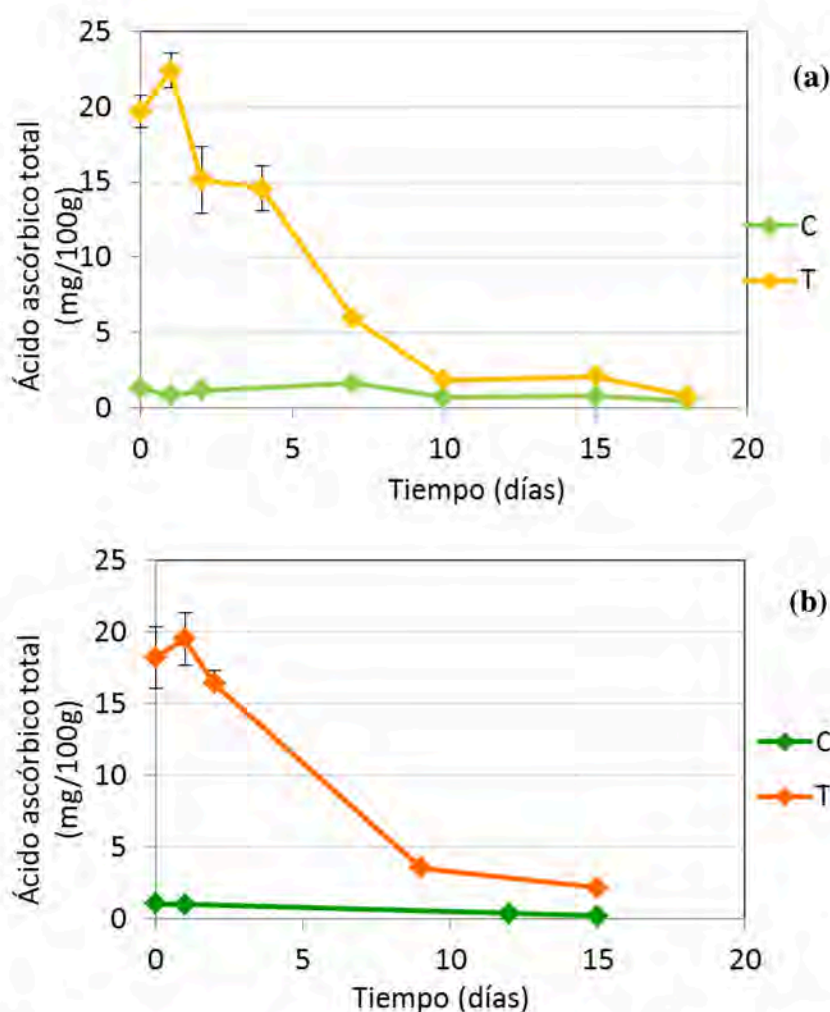 (a)
Ácido ascórbico total
(mg/100g)
25
20
15
10
5
0
0 5 10 15 20
Tiempo (días)
C
T
(b)
Ácido ascórbico total
(mg/100g)
25
20
15
10
5
0
0 5 10 15 20
Tiempo (días)
C
T